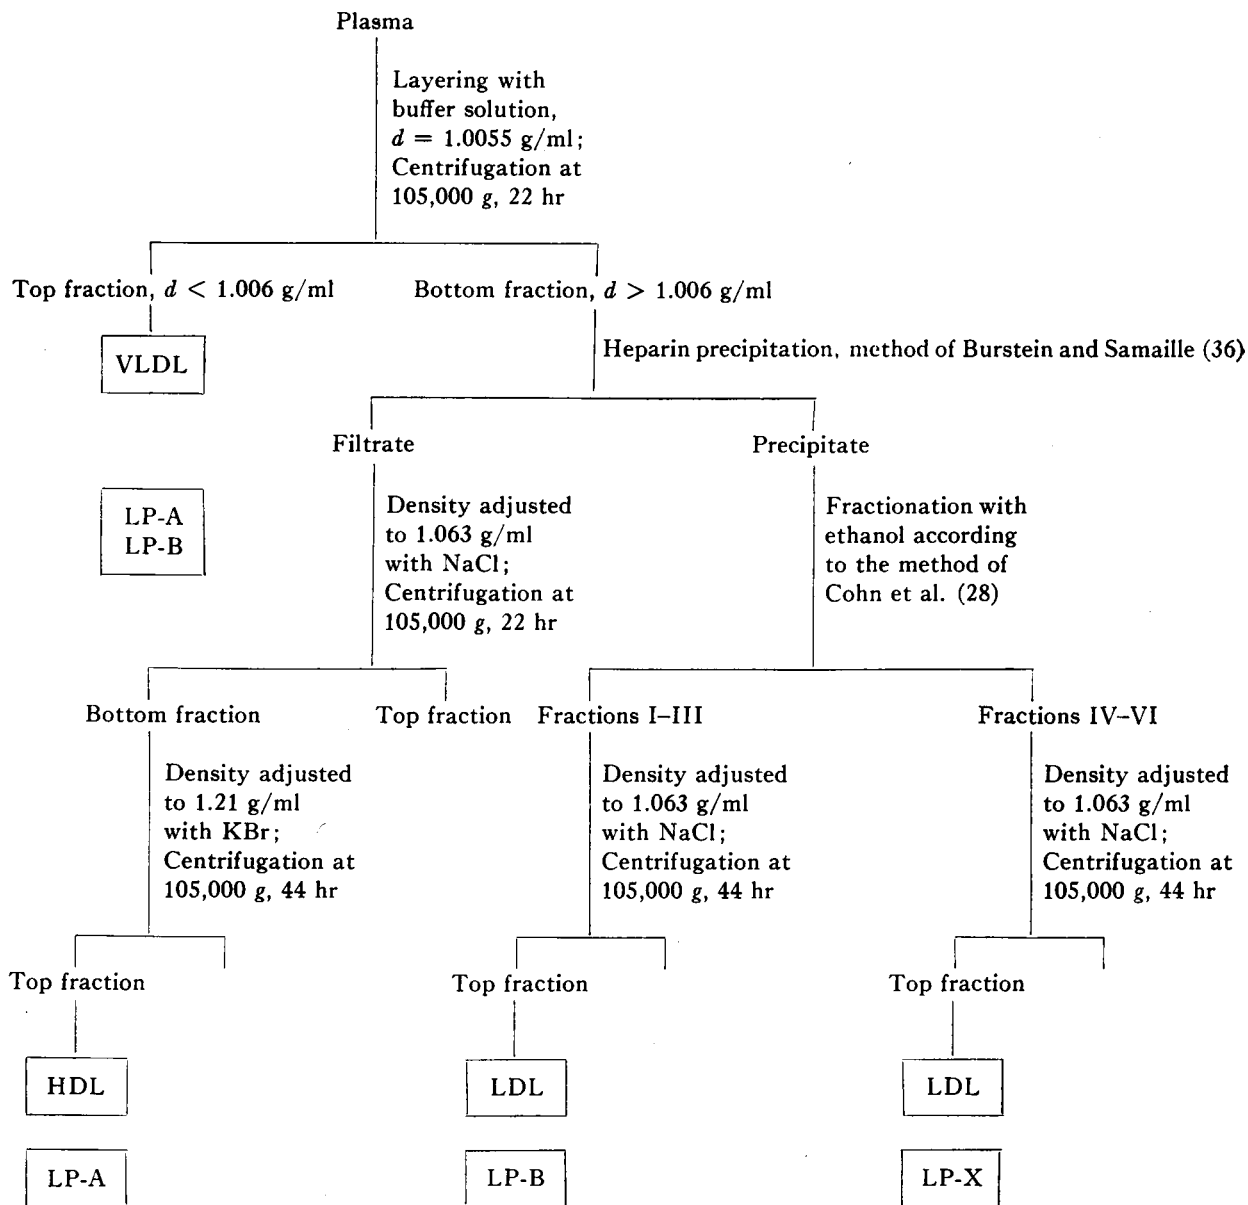 Plasma
Layering with
buffer solution,
d = 1.0055 g/ml;
Centrifugation at
105,000 g, 22 hr
Top fraction, d < 1.006 g/ml
Bottom fraction, d > 1.006 g/ml
VLDL
Heparin precipitation, method of Burstein and Samaille (36)
Filtrate
Precipitate
LP-A
LP-B
Density adjusted
to 1.063 g/ml
with NaCl;
Centrifugation at
105,000 g, 22 hr
Fractionation with
ethanol according
to the method of
Cohn et al. (28)
Bottom fraction
Top fraction
Fractions I–III
Fractions IV–VI
Density adjusted
to 1.21 g/ml
with KBr;
Centrifugation at
105,000 g, 44 hr
Density adjusted
to 1.063 g/ml
with NaCl;
Centrifugation at
105,000 g, 44 hr
Density adjusted
to 1.063 g/ml
with NaCl;
Centrifugation at
105,000 g, 44 hr
Top fraction
Top fraction
Top fraction
HDL
LDL
LDL
LP-A
LP-B
LP-X